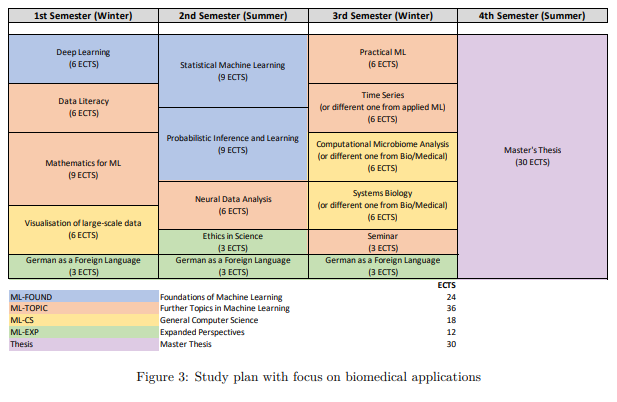 1st Semester (Winter) 2nd Semester (Summer) 3rd Semester (Winter) 4th Semester (Summer)
Deep Learning
(6 ECTS)
Data Literacy
(6 ECTS)
Mathematics for ML
(9 ECTS)
Visualisation of large-scale data
(6 ECTS)
German as a Foreign Language
(3 ECTS)
Statistical Machine Learning
(9 ECTS)
Probabilistic Inference and Learning
(9 ECTS)
Neural Data Analysis
(6 ECTS)
Ethics in Science
(3 ECTS)
German as a Foreign Language
(3 ECTS)
Practical ML
(6 ECTS)
Time Series
(or different one from applied ML)
(6 ECTS)
Computational Microbiome Analysis
(or different one from Bio/Medical)
(6 ECTS)
Systems Biology
(or different one from Bio/Medical)
(6 ECTS)
Seminar
(3 ECTS)
German as a Foreign Language
(3 ECTS)
Master's Thesis
(30 ECTS)
ECTS
ML-FOUND Foundations of Machine Learning 24
ML-TOPIC Further Topics in Machine Learning 36
ML-CS General Computer Science 18
ML-EXP Expanded Perspectives 12
Thesis Master Thesis 30
Figure 3: Study plan with focus on biomedical applications